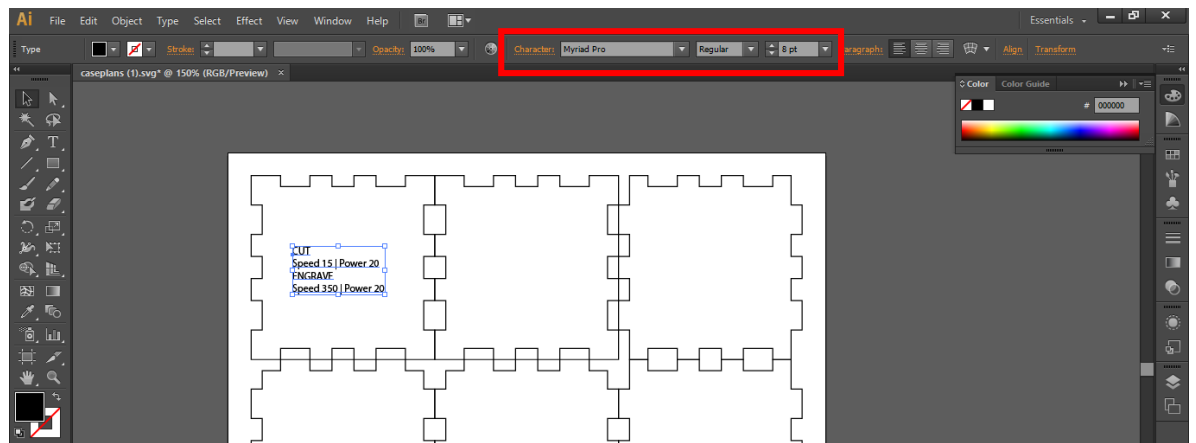 Ai File Edit Object Type Select Effect View Window Help Br Essentials
Type Stroke: Opacity: 100% Character: Myriad Pro Regular 8 pt aragraph: Align Transform
caseplans (1).svg* @ 150% (RGB/Preview) ×
Color Color Guide
# 000000
CUT
Speed 15 | Power 20
ENGRAVE
Speed 350 | Power 20